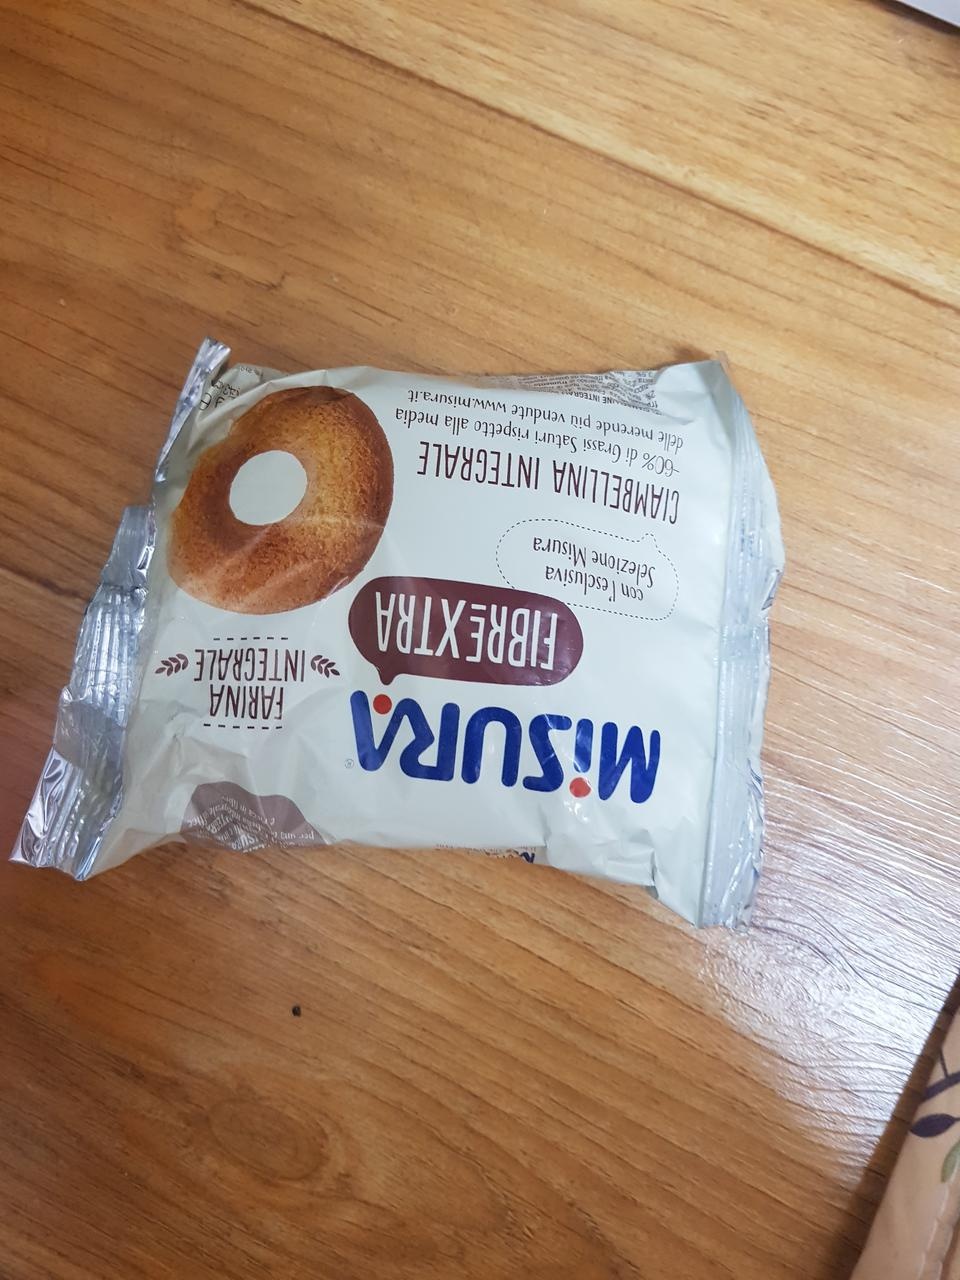 MiSURA®
FIBREXTRA
con l'esclusiva
Selezione Misura
CIAMBELLINA INTEGRALE
-60% di Grassi Saturi rispetto alla media
delle merende più vendute www.misura.it
FARINA
INTEGRALE